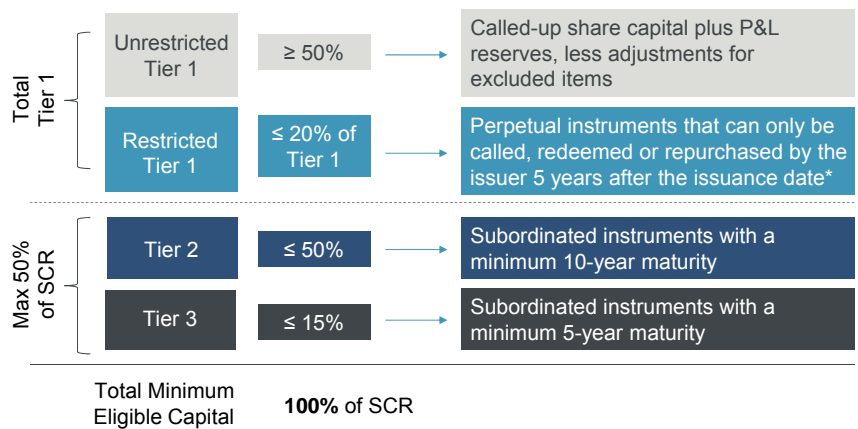 Total
Tier 1
Unrestricted
Tier 1
≥ 50%
Called-up share capital plus P&L
reserves, less adjustments for
excluded items
Restricted
Tier 1
≤ 20% of
Tier 1
Perpetual instruments that can only be
called, redeemed or repurchased by the
issuer 5 years after the issuance date*
Max 50%
of SCR
Tier 2
≤ 50%
Subordinated instruments with a
minimum 10-year maturity
Tier 3
≤ 15%
Subordinated instruments with a
minimum 5-year maturity
Total Minimum
Eligible Capital
100% of SCR